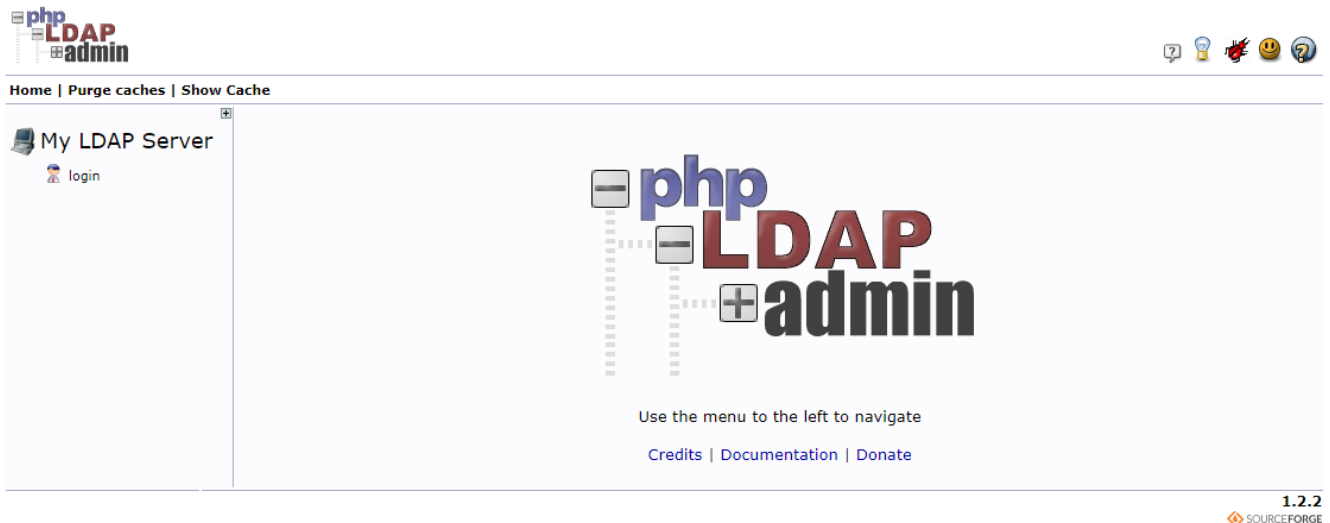 php
LDAP
admin
Home | Purge caches | Show Cache
My LDAP Server
login
php
LDAP
admin
Use the menu to the left to navigate
Credits | Documentation | Donate
1.2.2
SOURCEFORGE